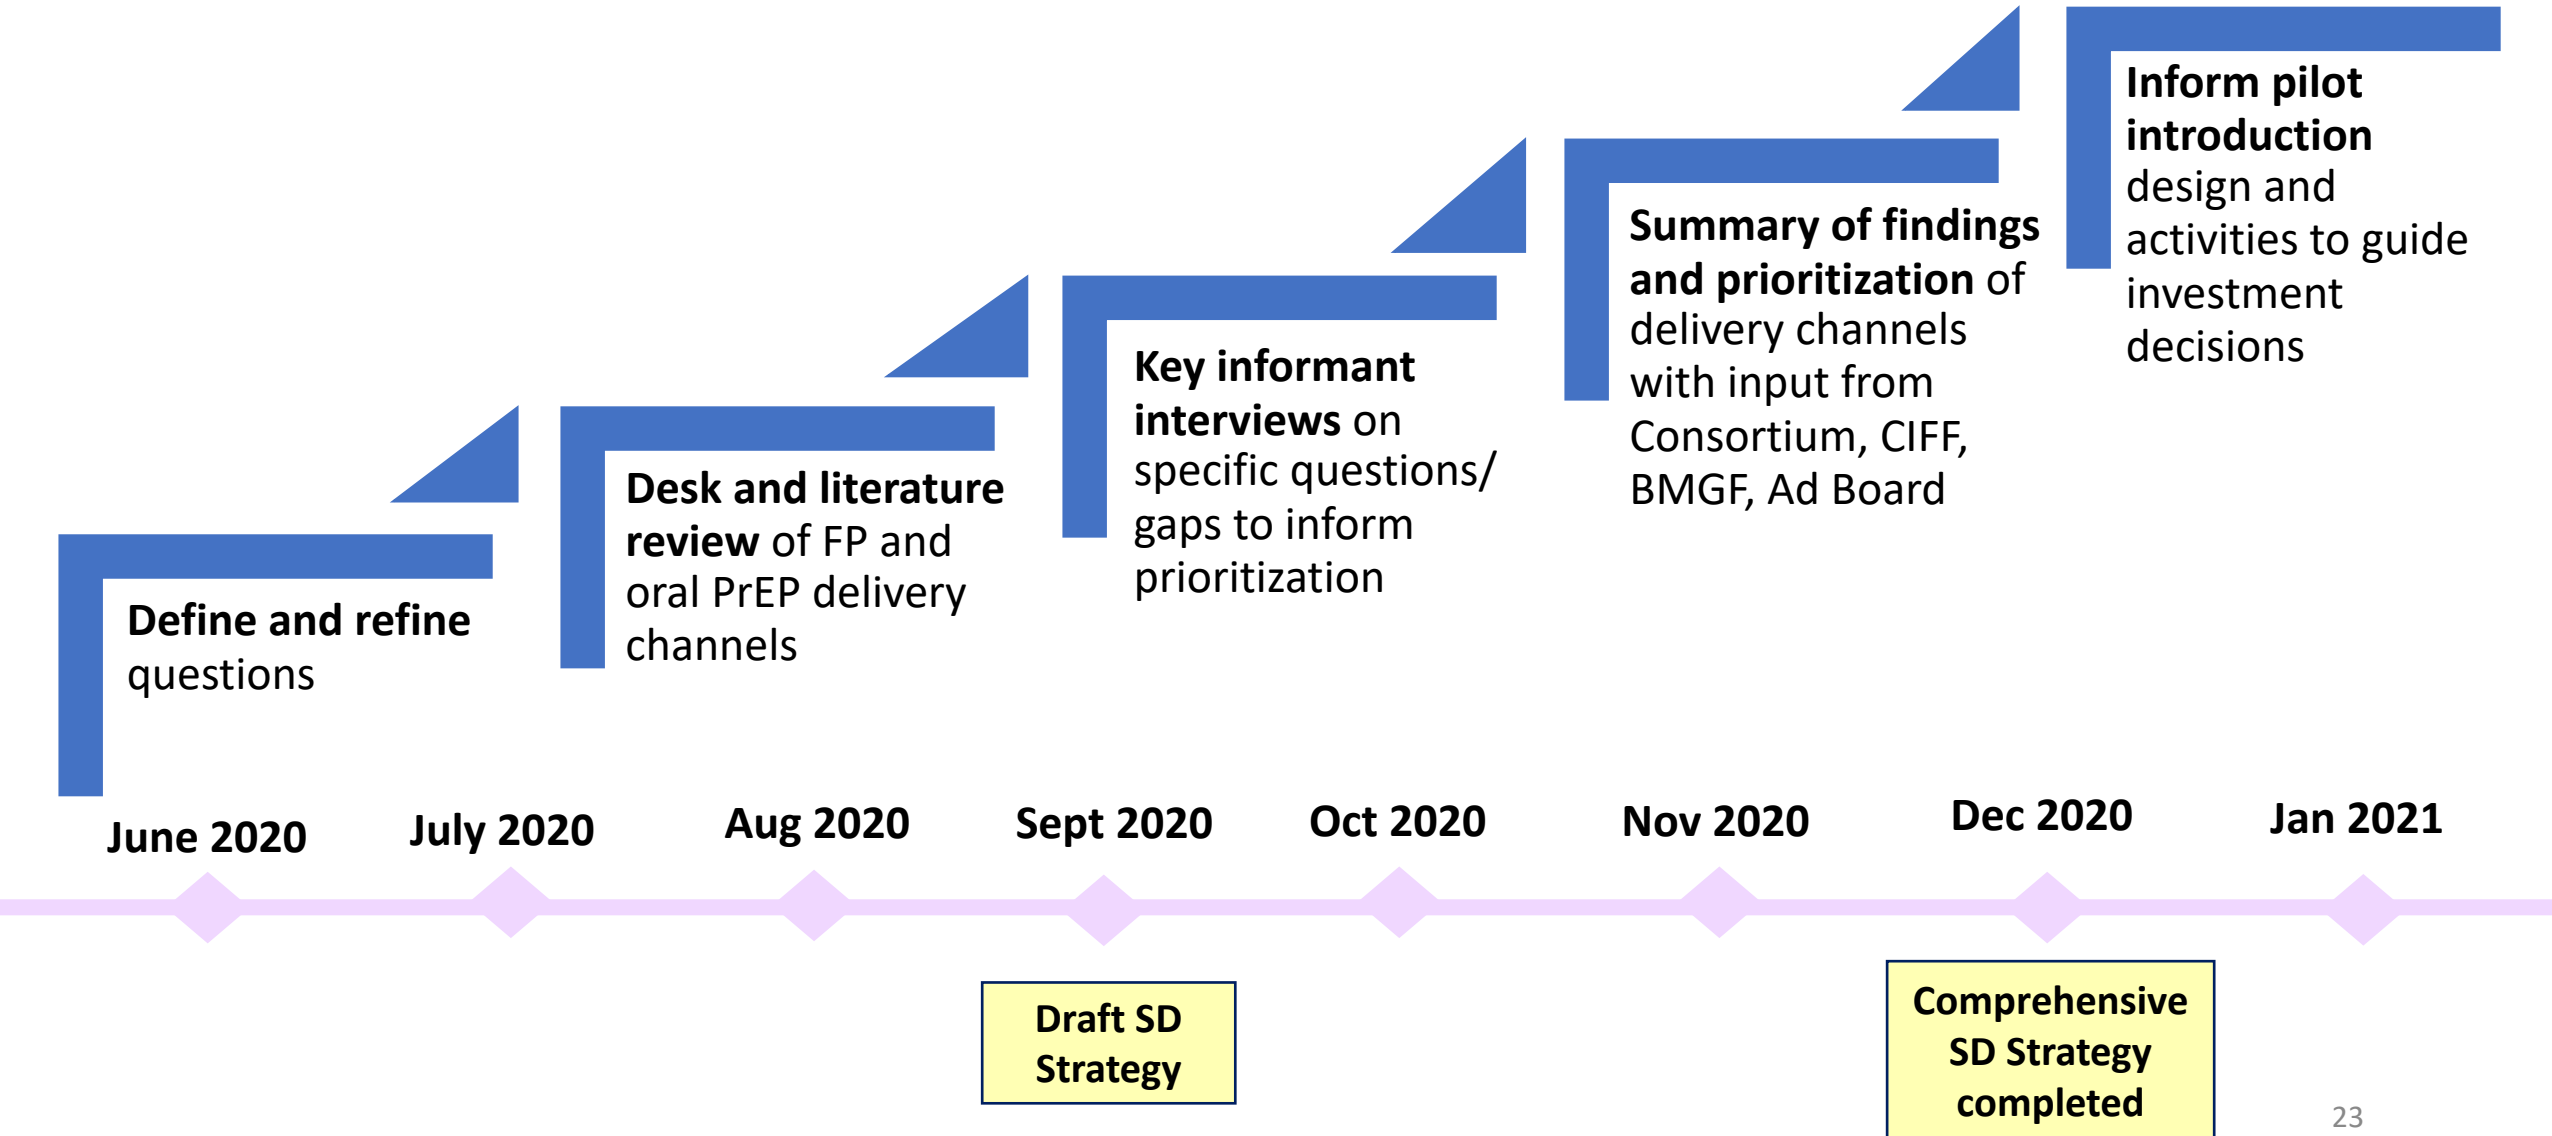 Define and refine
questions
Desk and literature
review of FP and
oral PrEP delivery
channels
Key informant
interviews on
specific questions/
gaps to inform
prioritization
Summary of findings
and prioritization of
delivery channels
with input from
Consortium, CIFF,
BMGF, Ad Board
Inform pilot
introduction
design and
activities to guide
investment
decisions
June 2020
July 2020
Aug 2020
Sept 2020
Oct 2020
Nov 2020
Dec 2020
Jan 2021
Draft SD
Strategy
Comprehensive
SD Strategy
completed
23